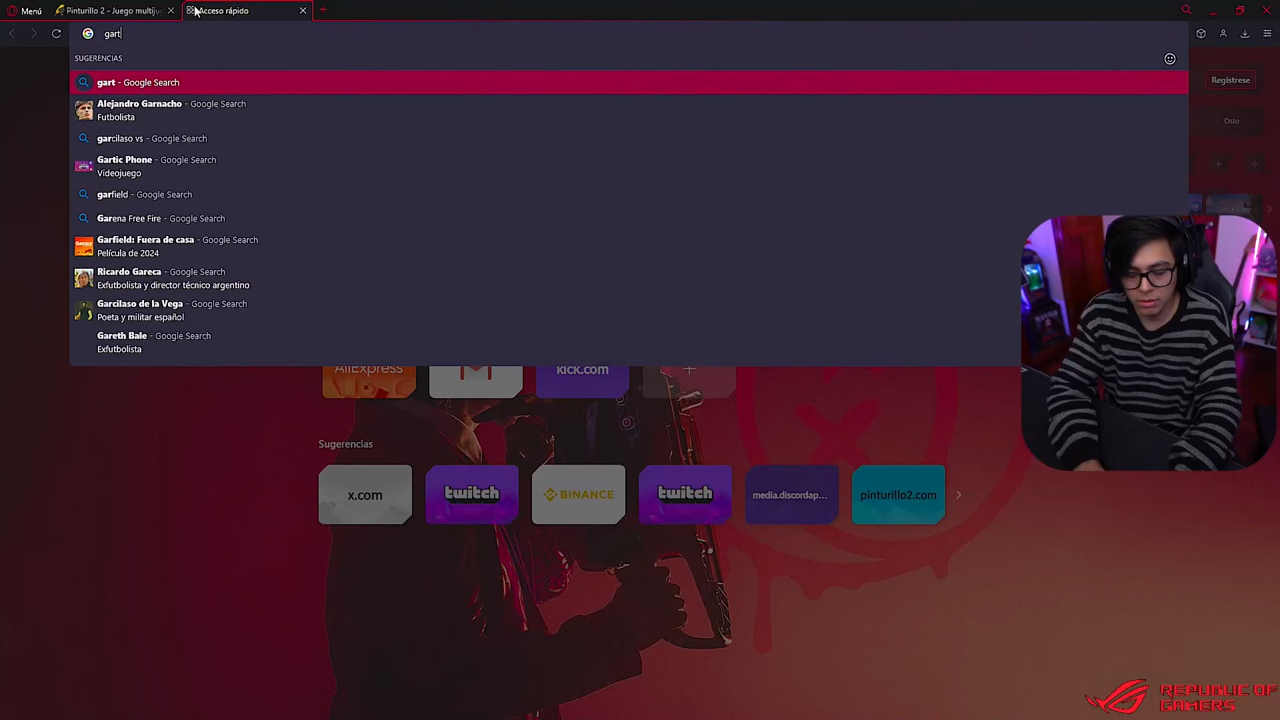 Menú
Pinturillo 2 - Juego multiju
Acceso rápido
gart
SUGERENCIAS
gart - Google Search
Alejandro Garnacho - Google Search
Futbolista
garcilaso vs - Google Search
Gartic Phone - Google Search
Videojuego
garfield - Google Search
Garena Free Fire - Google Search
Garfield: Fuera de casa - Google Search
Película de 2024
Ricardo Gareca - Google Search
Exfutbolista y director técnico argentino
Garcilaso de la Vega - Google Search
Poeta y militar español
Gareth Bale - Google Search
Exfutbolista
Regístrese
Oslo
AliExpress
kick.com
Sugerencias
x.com
twitch
BINANCE
twitch
media.discordap...
pinturillo2.com
REPUBLIC OF
GAMERS